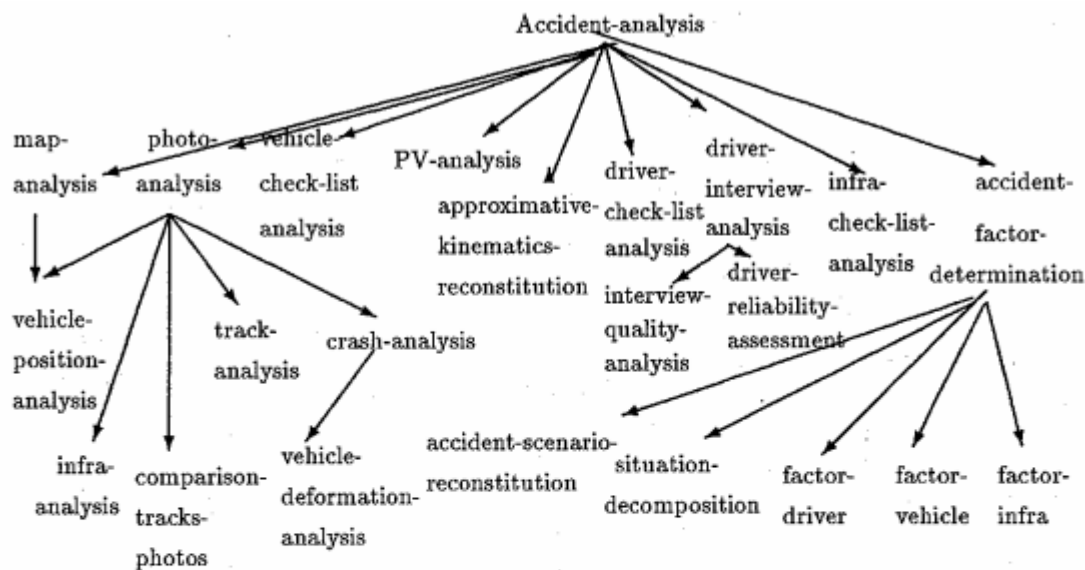 Accident-analysis
map-
analysis
photo-
analysis
vehicle-
check-list
analysis
PV-analysis
approximative-
kinematics-
reconstitution
driver-
check-list
analysis
driver-
interview-
analysis
infra-
check-list-
analysis
accident-
factor-
determination
vehicle-
position-
analysis
track-
analysis
crash-analysis
interview-
quality-
analysis
driver-
reliability-
assessment
infra-
analysis
comparison-
tracks-
photos
vehicle-
deformation-
analysis
accident-scenario-
reconstitution
situation-
decomposition
factor-
driver
factor-
vehicle
factor-
infra